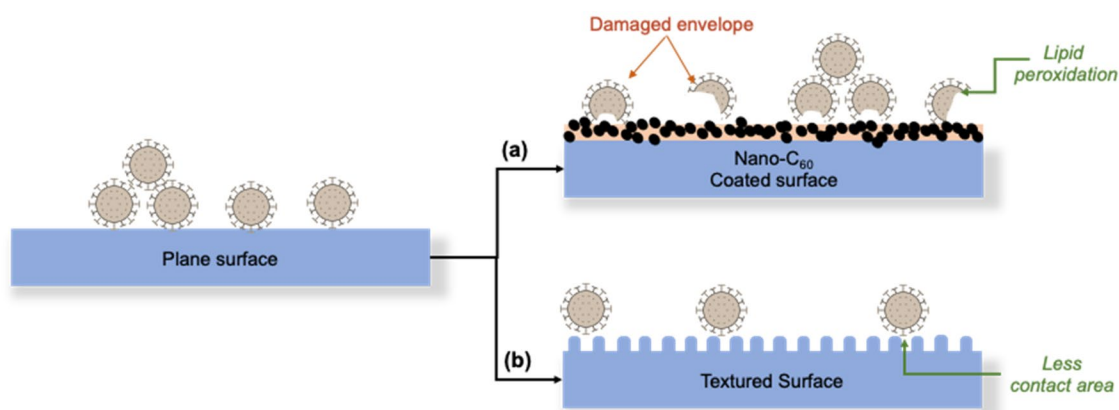 Damaged envelope
Lipid
peroxidation
(a)
Nano-C₆₀
Coated surface
Plane surface
(b)
Textured Surface
Less
contact area